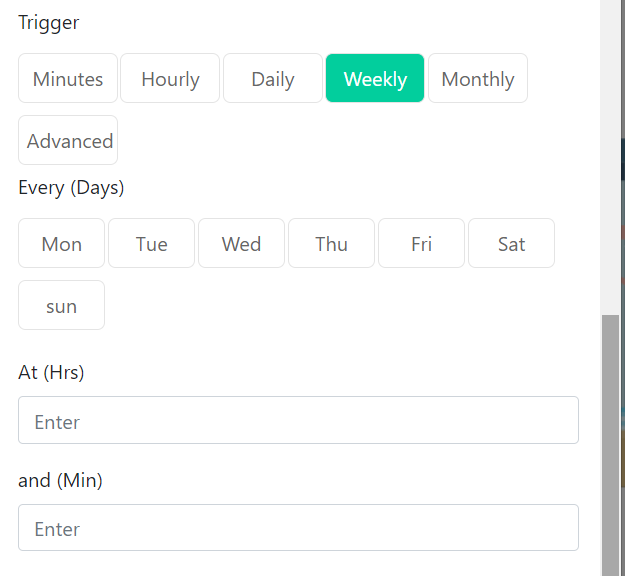 Trigger
Minutes Hourly Daily Weekly Monthly
Advanced
Every (Days)
Mon Tue Wed Thu Fri Sat
sun
At (Hrs)
Enter
and (Min)
Enter